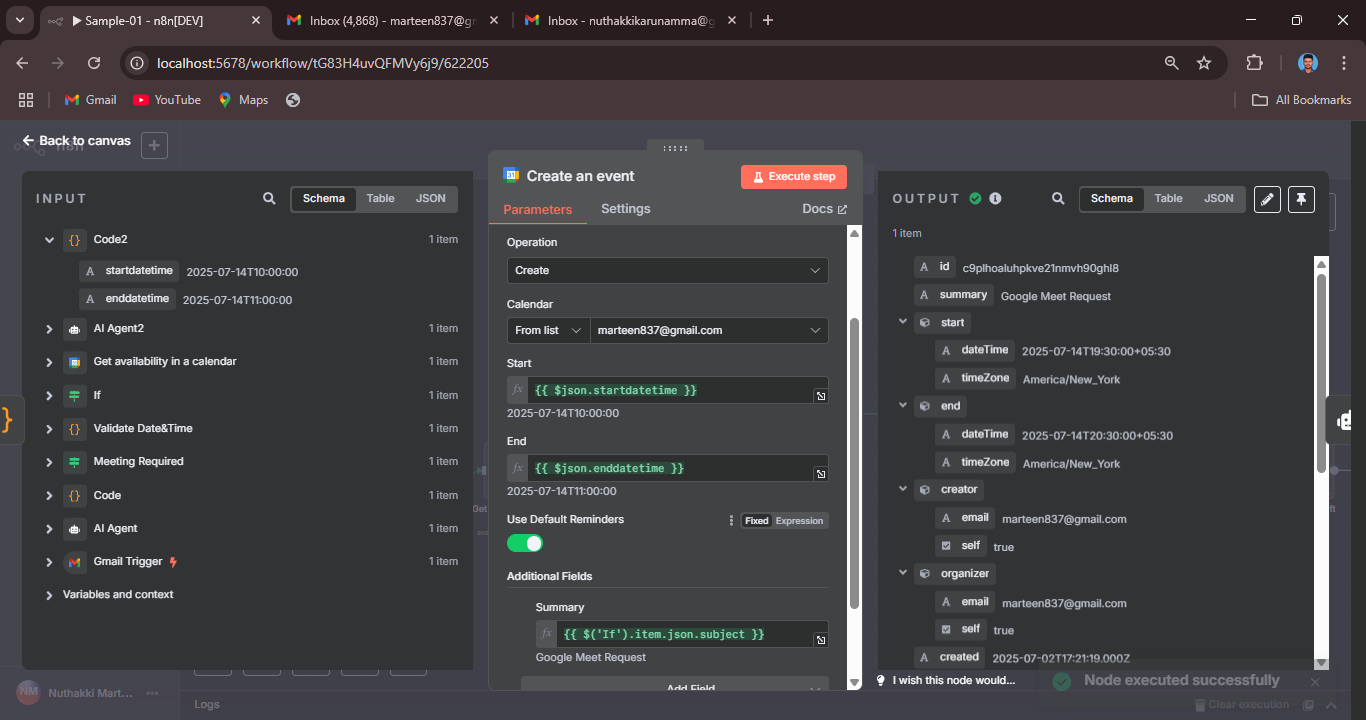 ▶ Sample-01 - n8n[DEV]
Inbox (4,868) - marteen837@gm
Inbox - nuthakkikarunamma@g
localhost:5678/workflow/tG83H4uvQFMVy6j9/622205
Gmail
YouTube
Maps
All Bookmarks
Back to canvas
INPUT
Schema
Table
JSON
Code2
1 item
startdatetime
2025-07-14T10:00:00
enddatetime
2025-07-14T11:00:00
AI Agent2
1 item
Get availability in a calendar
1 item
If
1 item
Validate Date&Time
1 item
Meeting Required
1 item
Code
1 item
AI Agent
1 item
Gmail Trigger
1 item
Variables and context
NM
Nuthakki Mart...
Logs
31
Create an event
Execute step
Parameters
Settings
Docs
Operation
Create
Calendar
From list
marteen837@gmail.com
Start
fx
{{ $json.startdatetime }}
2025-07-14T10:00:00
End
fx
{{ $json.enddatetime }}
2025-07-14T11:00:00
Use Default Reminders
Fixed
Expression
Additional Fields
Summary
fx
{{ $('If').item.json.subject }}
Google Meet Request
Add Field
OUTPUT
Schema
Table
JSON
1 item
A id c9plhoaluhpkve21nmvh90ghl8
A summary Google Meet Request
start
A dateTime 2025-07-14T19:30:00+05:30
A timeZone America/New_York
end
A dateTime 2025-07-14T20:30:00+05:30
A timeZone America/New_York
creator
A email marteen837@gmail.com
self true
organizer
A email marteen837@gmail.com
self true
A created 2025-07-02T17:21:19.000Z
I wish this node would...
Node executed successfully
Clear execution